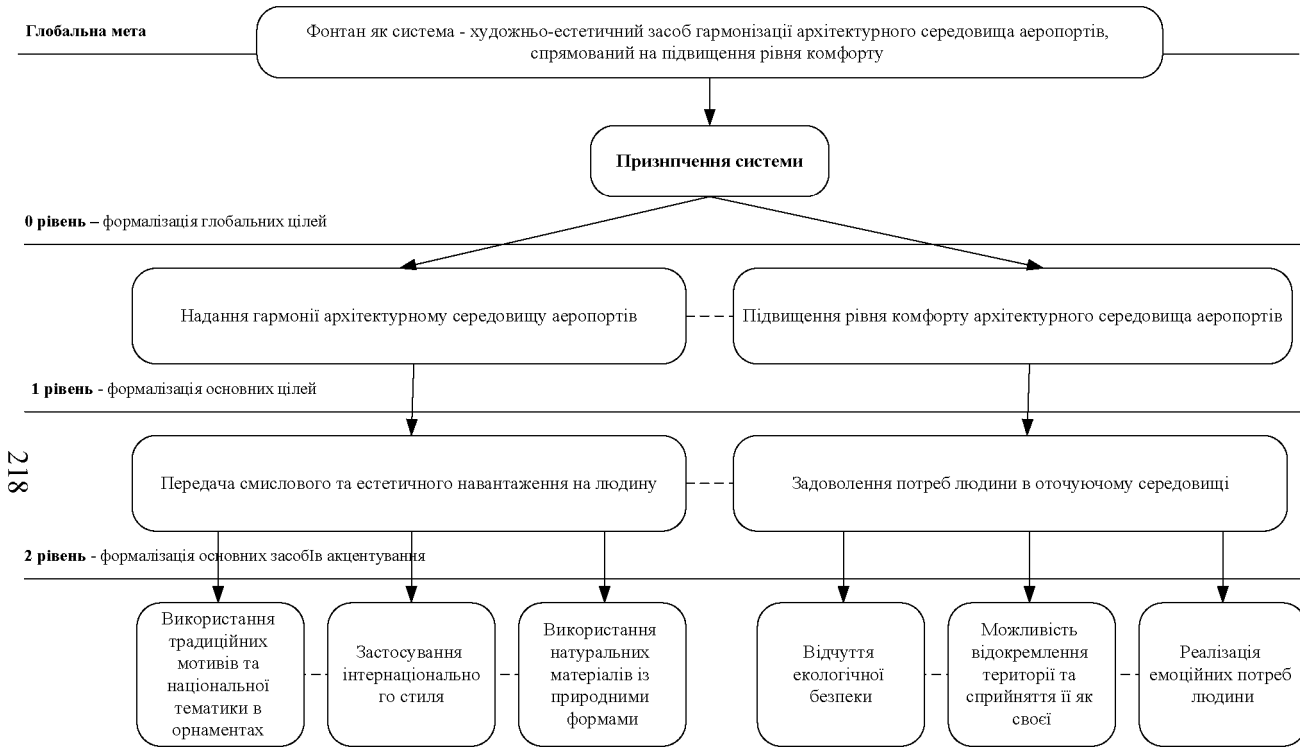 Глобальна мета
Фонтан як система - художньо-естетичний засоб гармонізації архітектурного середовища аеропортів,
спрямований на підвищення рівня комфорту
Призніпчення системи
0 рівень – формалізація глобальних цілей
Надання гармонії архітектурному середовищу аеропортів
Підвищення рівня комфорту архітектурного середовища аеропортів
1 рівень - формалізація основних цілей
Передача смислового та естетичного навантаження на людину
Задоволення потреб людини в оточуючому середовищі
218
2 рівень - формалізація основних засобІв акцентування
Використання
традиційних
мотивів та
національної
тематики в
орнаментах
Застосування
інтернаціонально
го стиля
Використання
натуральних
матеріалів із
природними
формами
Відчуття
екологічної
безпеки
Можливість
відокремлення
території та
сприйняття її як
своєї
Реалізація
емоційних потреб
людини